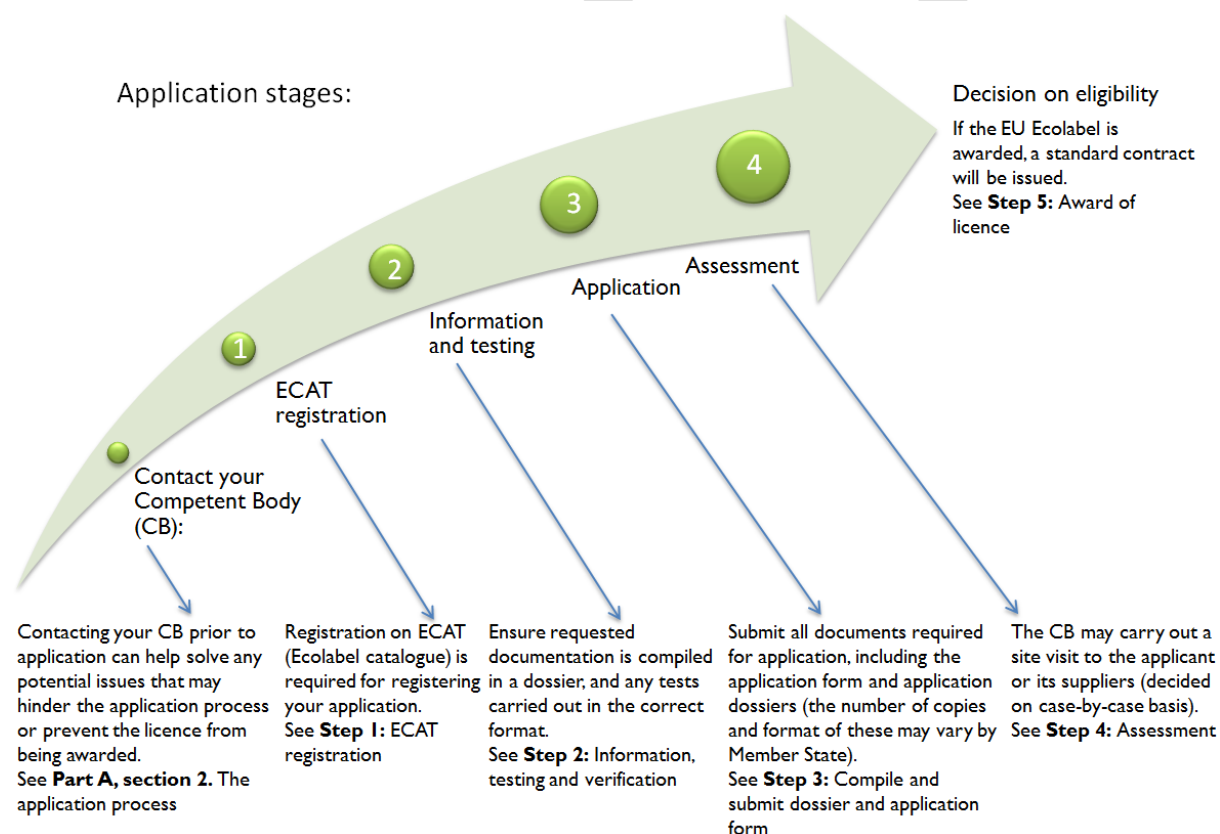 Application stages:
Decision on eligibility
If the EU Ecolabel is
awarded, a standard contract
will be issued.
See Step 5: Award of
licence
4
3
2
1
Assessment
Application
Information
and testing
ECAT
registration
Contact your
Competent Body
(CB):
Contacting your CB prior to
application can help solve any
potential issues that may
hinder the application process
or prevent the licence from
being awarded.
See Part A, section 2. The
application process
Registration on ECAT
(Ecolabel catalogue) is
required for registering
your application.
See Step 1: ECAT
registration
Ensure requested
documentation is compiled
in a dossier, and any tests
carried out in the correct
format.
See Step 2: Information,
testing and verification
Submit all documents required
for application, including the
application form and application
dossiers (the number of copies
and format of these may vary by
Member State).
See Step 3: Compile and
submit dossier and application
form
The CB may carry out a
site visit to the applicant
or its suppliers (decided
on case-by-case basis).
See Step 4: Assessment